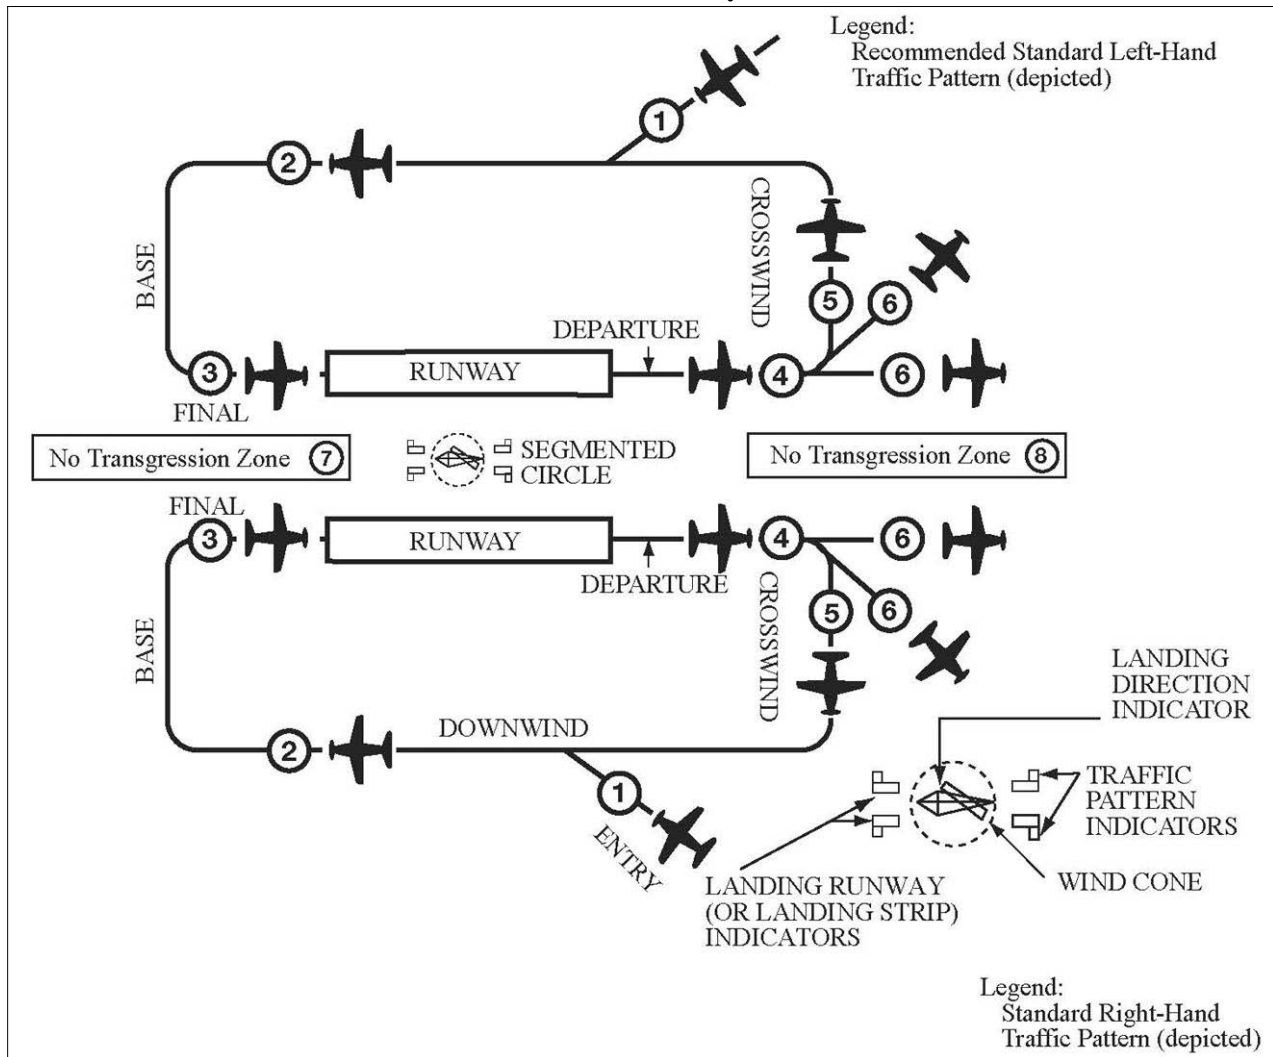 Legend:
Recommended Standard Left-Hand
Traffic Pattern (depicted)
1
2
CROSSWIND
BASE
5
6
DEPARTURE
3
RUNWAY
4
6
FINAL
No Transgression Zone 7
SEGMENTED
CIRCLE
No Transgression Zone 8
FINAL
3
RUNWAY
4
6
DEPARTURE
CROSSWIND
5
6
BASE
LANDING
DIRECTION
INDICATOR
2
DOWNWIND
1
ENTRY
TRAFFIC
PATTERN
INDICATORS
WIND CONE
LANDING RUNWAY
(OR LANDING STRIP)
INDICATORS
Legend:
Standard Right-Hand
Traffic Pattern (depicted)